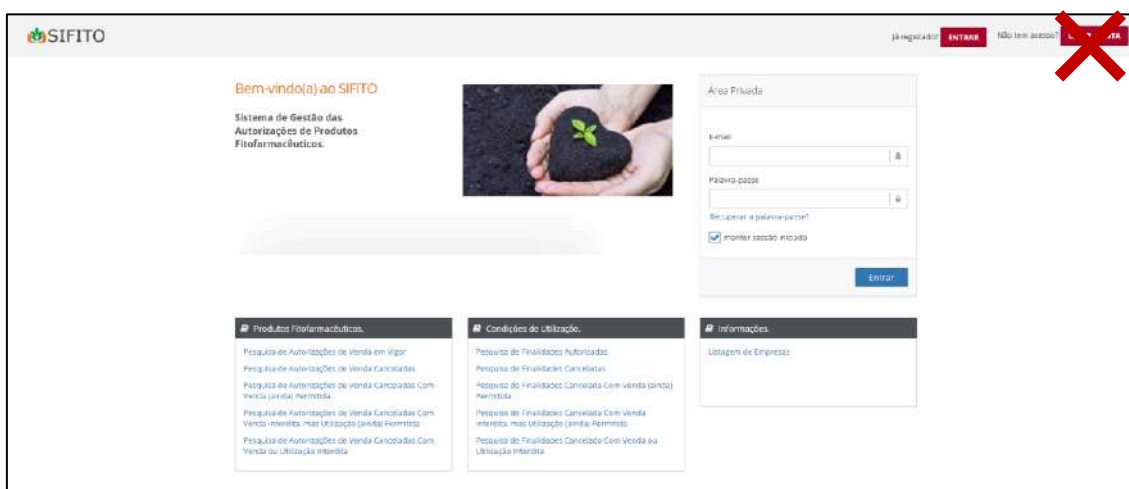 SIFITO
Já registado? ENTRAR Não tem acesso?
Bem-vindo(a) ao SIFITO
Sistema de Gestão das
Autorizações de Produtos
Fitofarmacêuticos.
Área Privada
E-mail
Palavra-passe
Recuperar a palavra-passe?
manter sessão iniciada
Entrar
Produtos Fitofarmacêuticos.
Pesquisa de Autorizações de Venda em Vigor
Pesquisa de Autorizações de Venda Canceladas
Pesquisa de Autorizações de Venda Canceladas Com
Venda (ainda) Permitida
Pesquisa de Autorizações de Venda Canceladas Com
Venda Interdita, mas Utilização (ainda) Permitida
Pesquisa de Autorizações de Venda Canceladas Com
Venda ou Utilização Interdita
Condições de Utilização.
Pesquisa de Finalidades Autorizadas
Pesquisa de Finalidades Canceladas
Pesquisa de Finalidades Cancelada Com Venda (ainda)
Permitida
Pesquisa de Finalidades Cancelada Com Venda
Interdita, mas Utilização (ainda) Permitida
Pesquisa de Finalidades Cancelada Com Venda ou
Utilização Interdita
Informações.
Listagem de Empresas